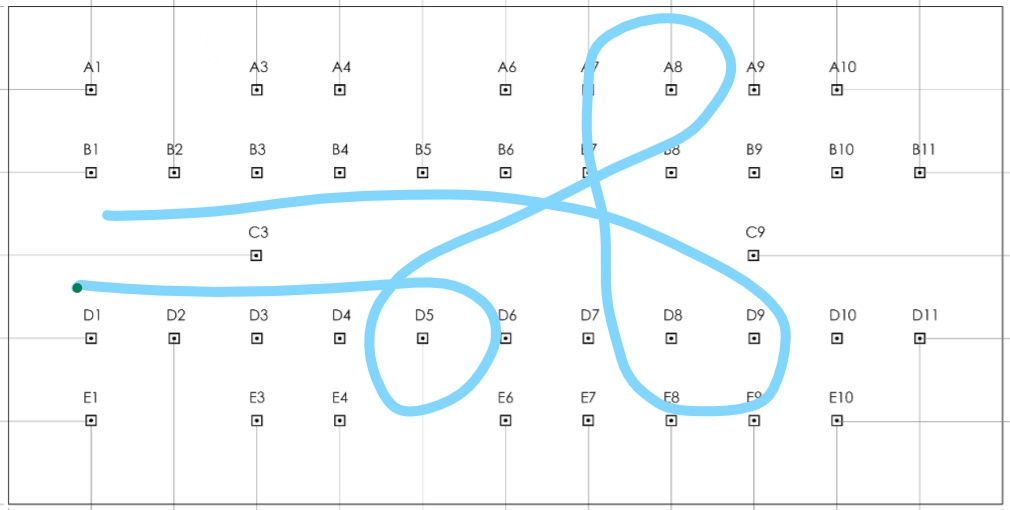 A1 A3 A4 A6 A7 A8 A9 A10
B1 B2 B3 B4 B5 B6 B7 B8 B9 B10 B11
C3 C9
D1 D2 D3 D4 D5 D6 D7 D8 D9 D10 D11
E1 E3 E4 E6 E7 E8 E9 E10